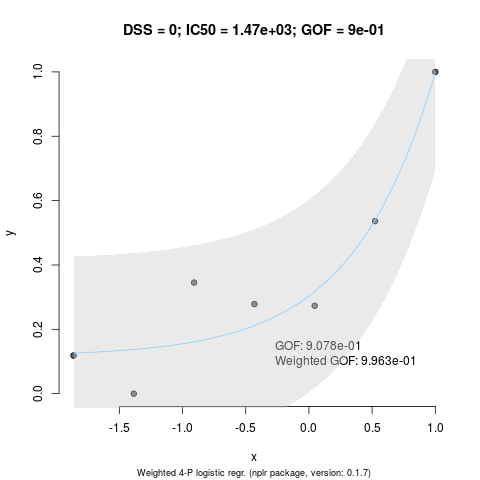 DSS = 0; IC50 = 1.47e+03; GOF = 9e-01
1.0
0.8
0.6
0.4
0.2
0.0
y
GOF: 9.078e-01
Weighted GOF: 9.963e-01
-1.5 -1.0 -0.5 0.0 0.5 1.0
x
Weighted 4-P logistic regr. (nplr package, version: 0.1.7)